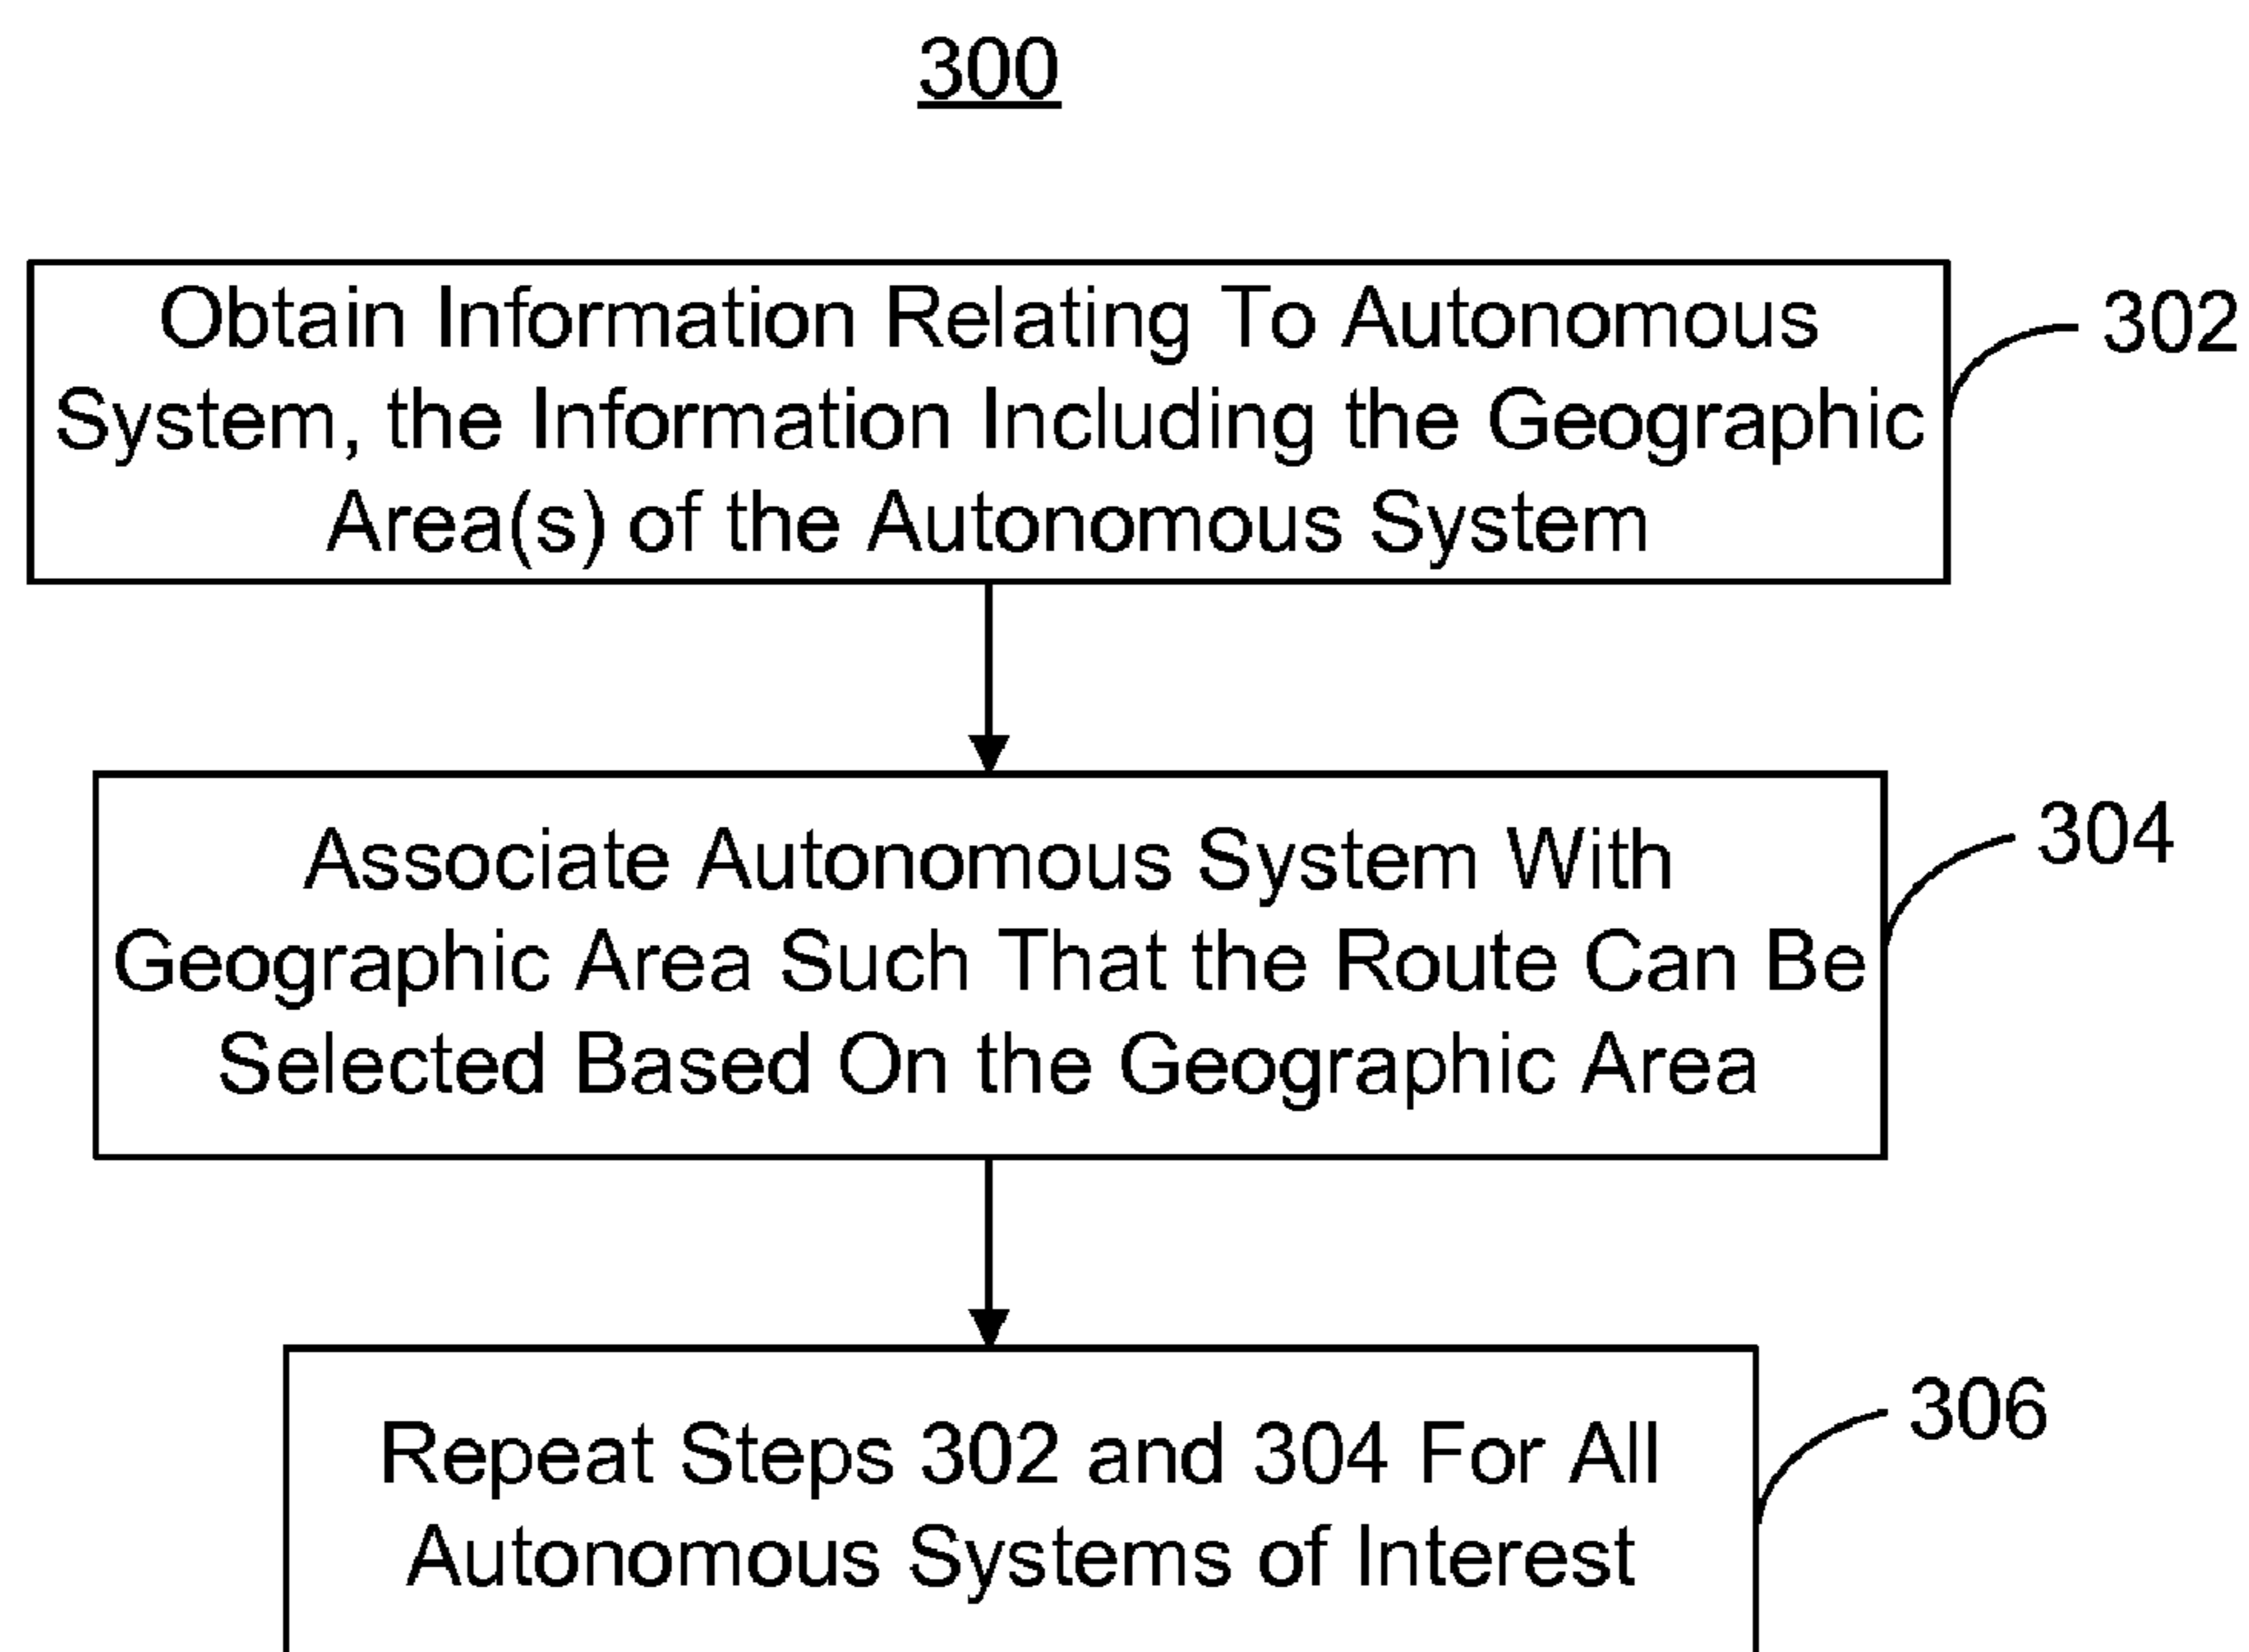 300
Obtain Information Relating To Autonomous
System, the Information Including the Geographic
Area(s) of the Autonomous System
302
Associate Autonomous System With
Geographic Area Such That the Route Can Be
Selected Based On the Geographic Area
304
Repeat Steps 302 and 304 For All
Autonomous Systems of Interest
306